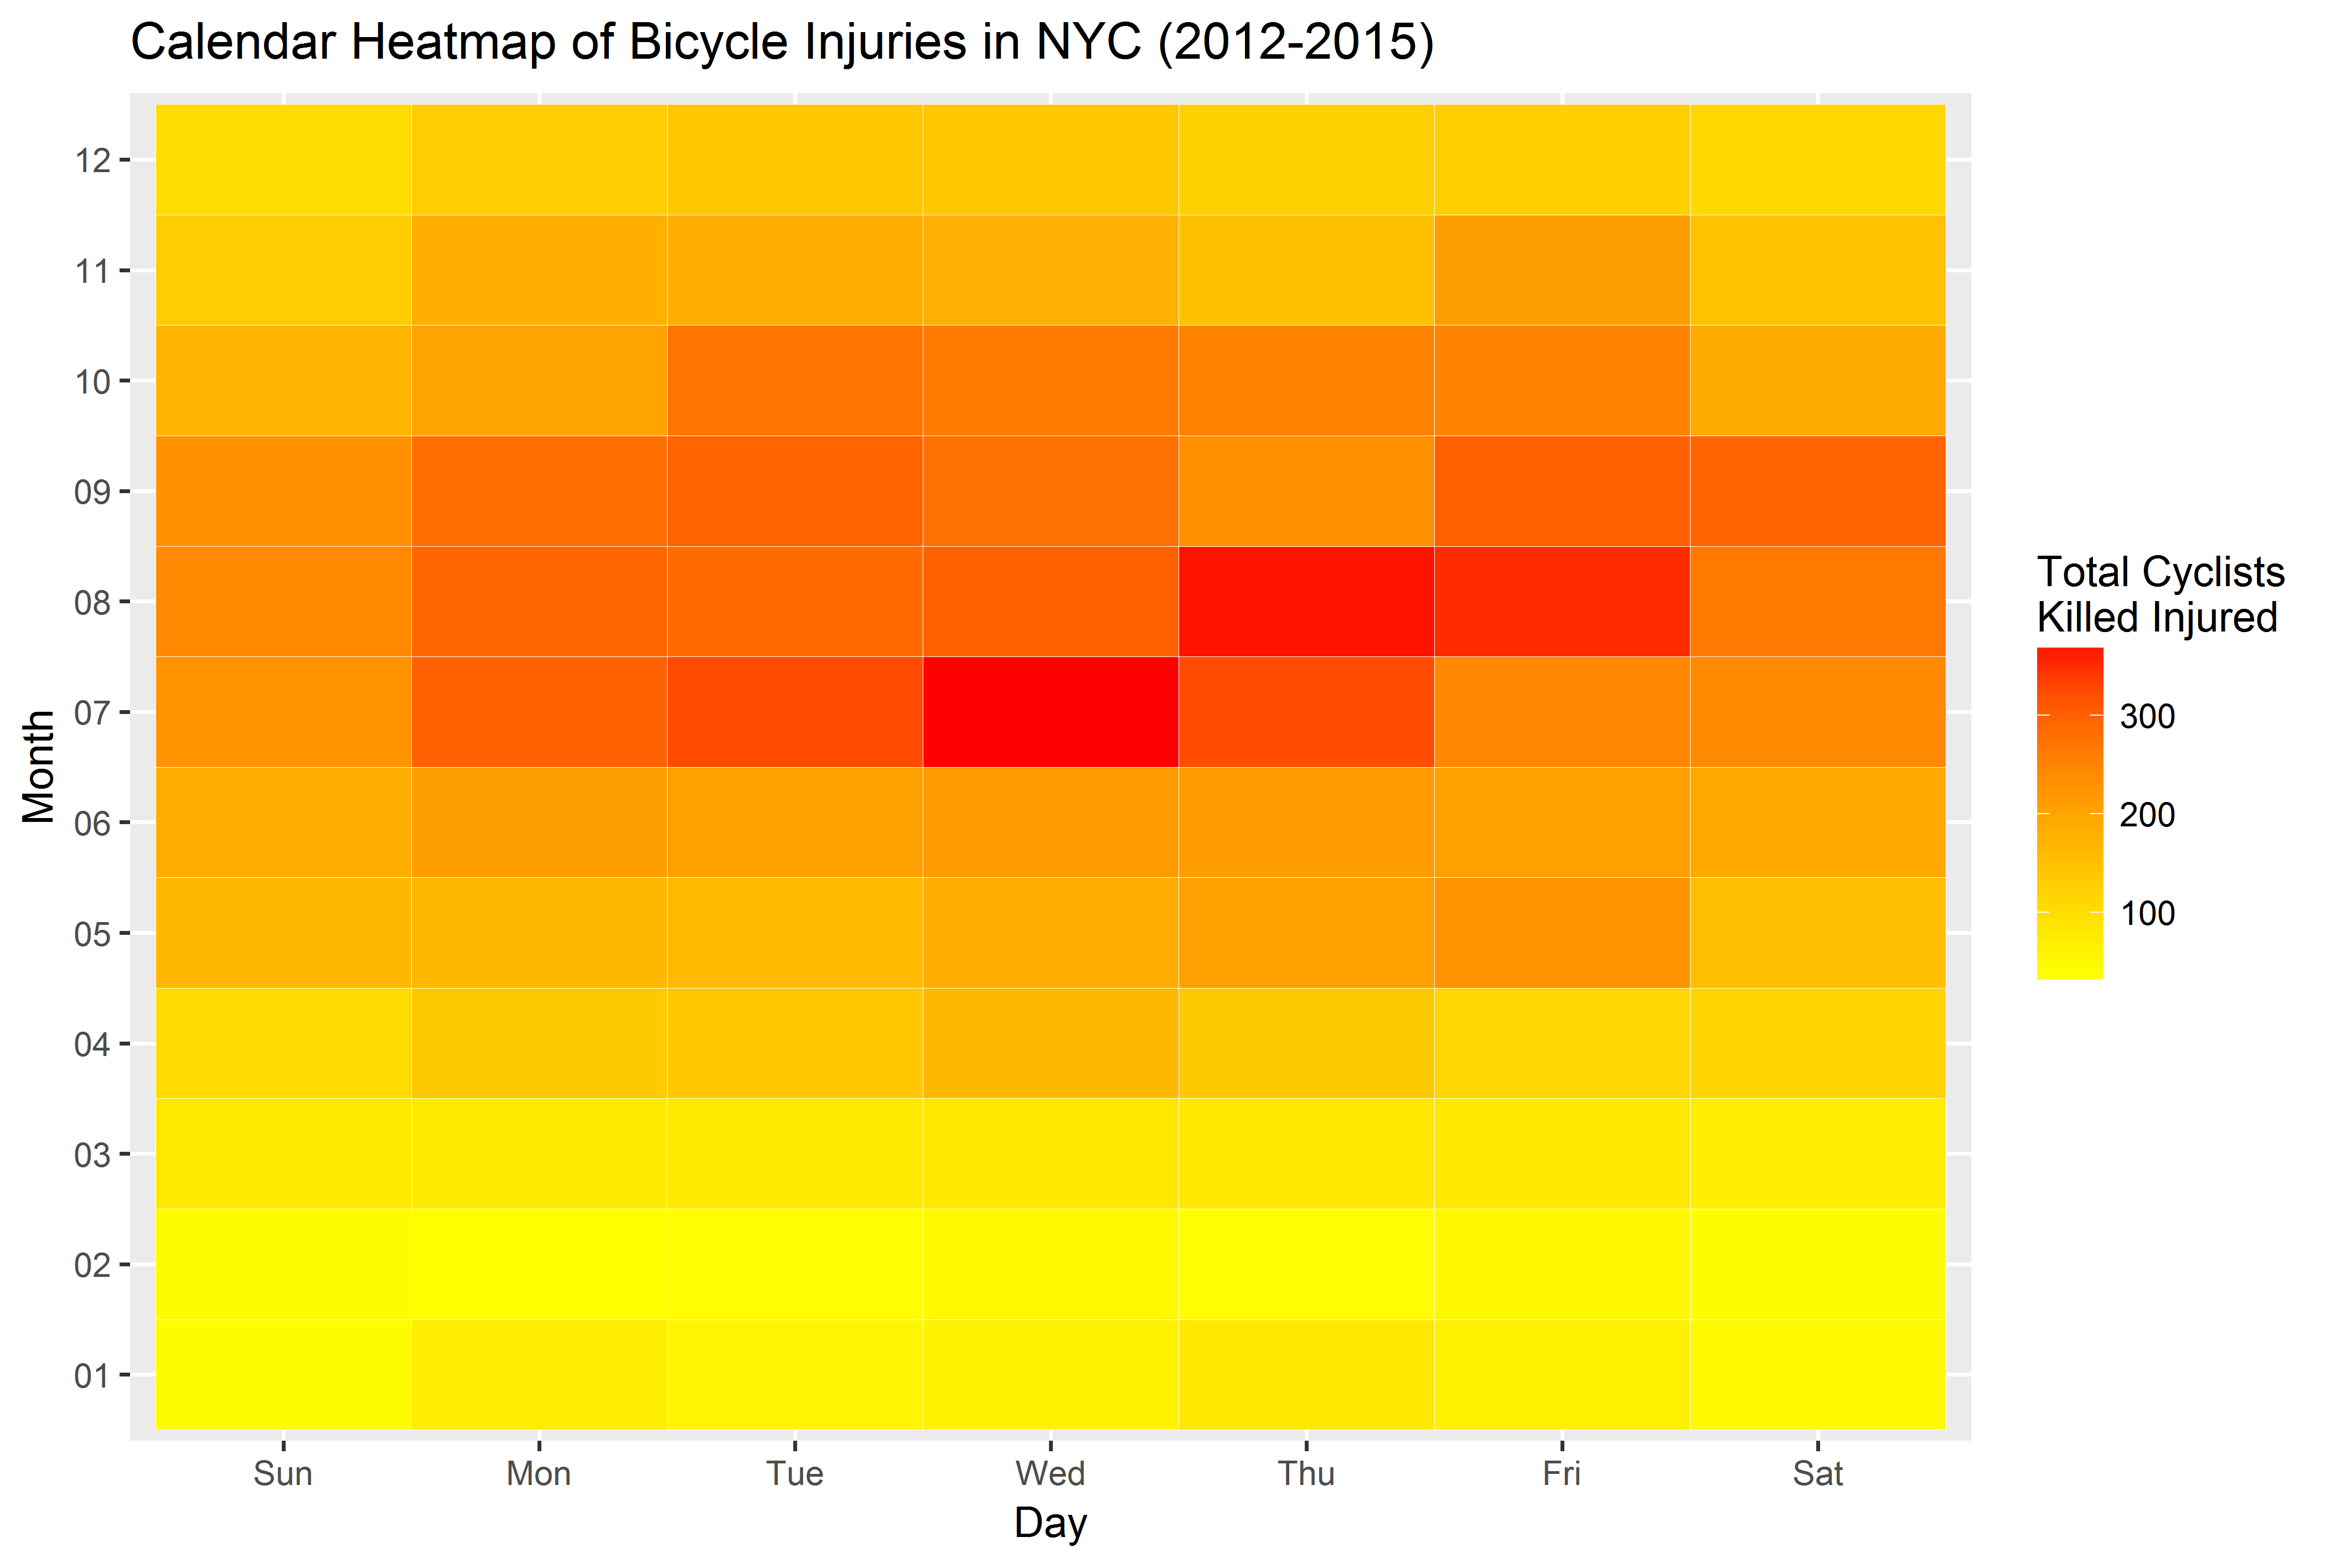 Calendar Heatmap of Bicycle Injuries in NYC (2012-2015)
12
11
10
09
08
07
06
05
04
03
02
01
Month
Sun Mon Tue Wed Thu Fri Sat
Day
Total Cyclists
Killed Injured
300
200
100